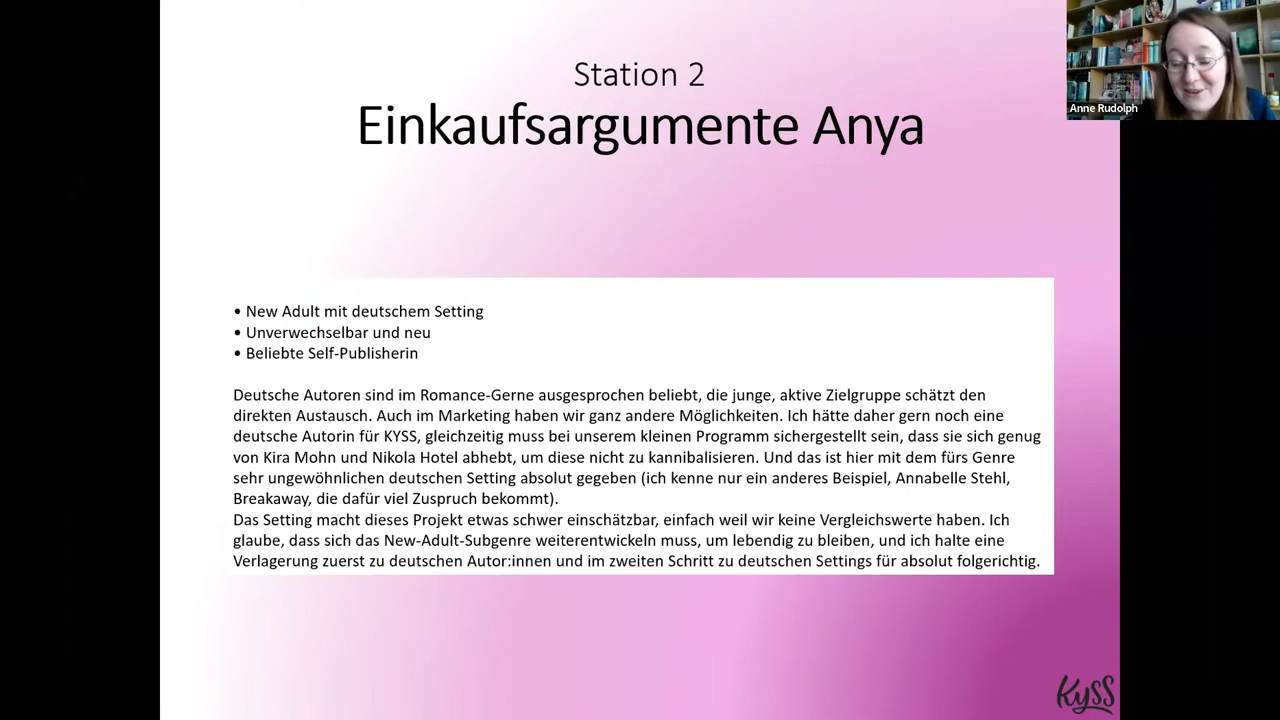 Station 2
Einkaufsargumente Anya
Anne Rudolph
• New Adult mit deutschem Setting
• Unverwechselbar und neu
• Beliebte Self-Publisherin
Deutsche Autoren sind im Romance-Gerne ausgesprochen beliebt, die junge, aktive Zielgruppe schätzt den
direkten Austausch. Auch im Marketing haben wir ganz andere Möglichkeiten. Ich hätte daher gern noch eine
deutsche Autorin für KYSS, gleichzeitig muss bei unserem kleinen Programm sichergestellt sein, dass sie sich genug
von Kira Mohn und Nikola Hotel abhebt, um diese nicht zu kannibalisieren. Und das ist hier mit dem fürs Genre
sehr ungewöhnlichen deutschen Setting absolut gegeben (ich kenne nur ein anderes Beispiel, Annabelle Stehl,
Breakaway, die dafür viel Zuspruch bekommt).
Das Setting macht dieses Projekt etwas schwer einschätzbar, einfach weil wir keine Vergleichswerte haben. Ich
glaube, dass sich das New-Adult-Subgenre weiterentwickeln muss, um lebendig zu bleiben, und ich halte eine
Verlagerung zuerst zu deutschen Autor:innen und im zweiten Schritt zu deutschen Settings für absolut folgerichtig.
Kyss